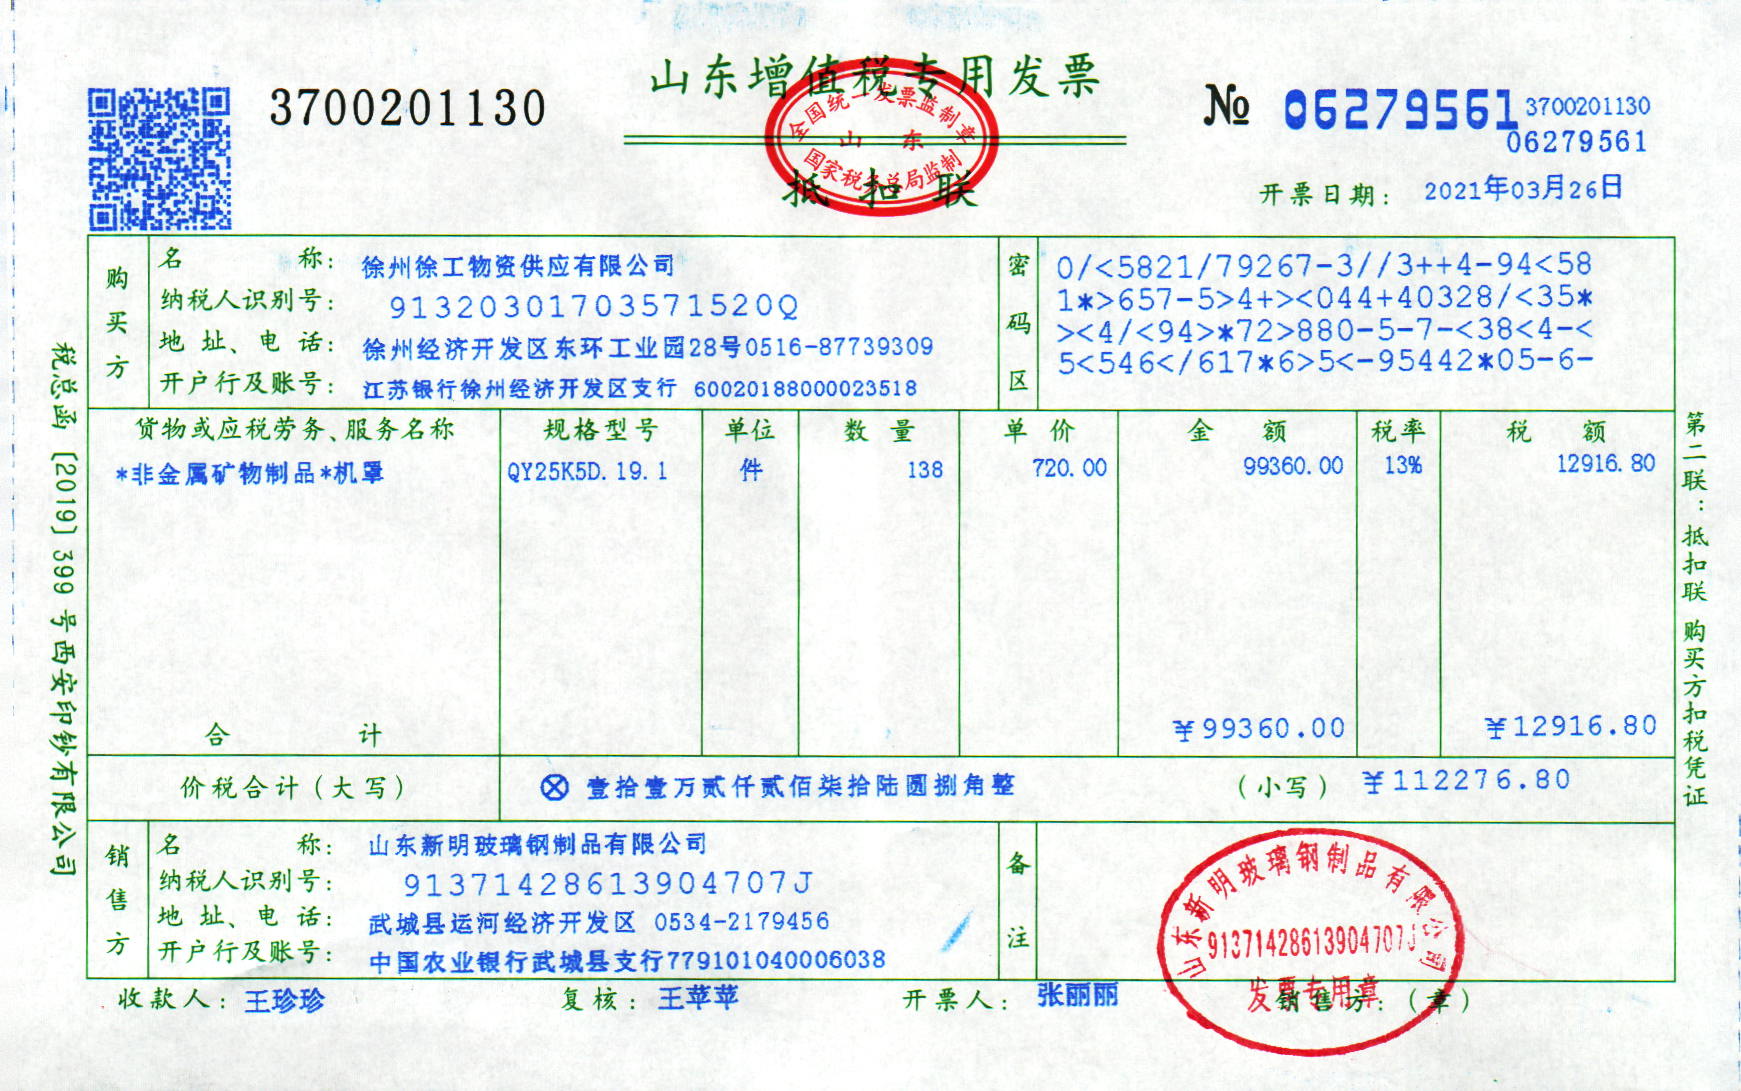 山东增值税专用发票
3700201130
№ 06279561
3700201130
06279561
全国统一发票监制章
山东
国家税务总局监制
抵扣联
开票日期: 2021年03月26日
购买方
名称: 徐州徐工物资供应有限公司
纳税人识别号: 91320301703571520Q
地址、电话: 徐州经济开发区东环工业园28号0516-87739309
开户行及账号: 江苏银行徐州经济开发区支行 60020188000023518
密码区
0/<5821/79267-3//3++4-94<58
1*>657-5>4+><044+40328/<35*
><4/<94>*72>880-5-7-<38<4-<
5<546</617*6>5<-95442*05-6-
货物或应税劳务、服务名称 规格型号 单位 数量 单价 金额 税率 税额
*非金属矿物制品*机罩 QY25K5D.19.1 件 138 720.00 99360.00 13% 12916.80
合计 ¥99360.00 ¥12916.80
价税合计(大写) ⊗ 壹拾壹万贰仟贰佰柒拾陆圆捌角整 (小写) ¥112276.80
销售方
名称: 山东新明玻璃钢制品有限公司
纳税人识别号: 91371428613904707J
地址、电话: 武城县运河经济开发区 0534-2179456
开户行及账号: 中国农业银行武城县支行779101040006038
备注
山东新明玻璃钢制品有限公司
91371428613904707J
发票专用章
收款人: 王珍珍 复核: 王苹苹 开票人: 张丽丽 销售方:(章)
税总函[2019]399号西安印钞有限公司
第二联:抵扣联 购买方扣税凭证